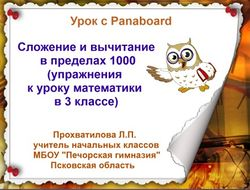 Урок с Panaboard
Сложение и вычитание
в пределах 1000
(упражнения
к уроку математики
в 3 классе)
Прохватилова Л.П.
учитель начальных классов
МБОУ "Печорская гимназия"
Псковская область